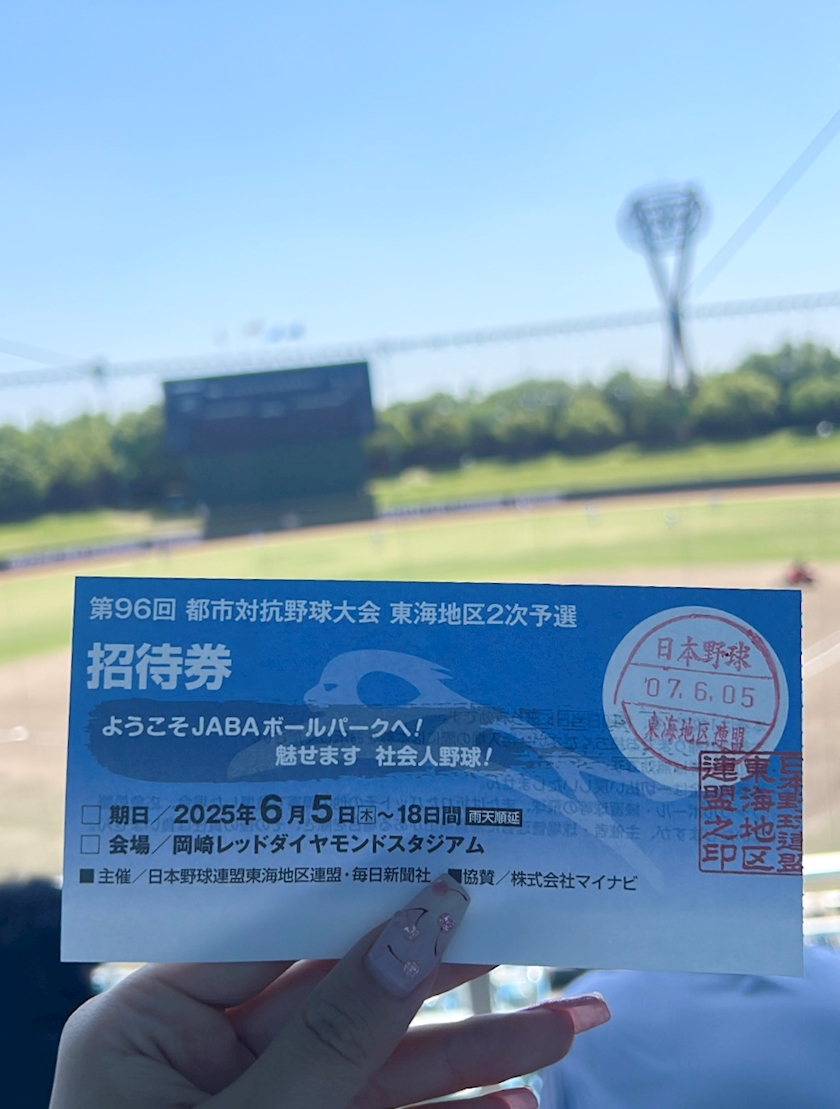 第96回 都市対抗野球大会 東海地区2次予選
招待券
ようこそJABAボールパークへ!
魅せます 社会人野球!
□ 期日／2025年6月5日木～18日間 雨天順延
□ 会場／岡崎レッドダイヤモンドスタジアム
■主催／日本野球連盟東海地区連盟・毎日新聞社 ■協賛／株式会社マイナビ
日本野球
'07.6.05
東海地区連盟
日本野球連盟
東海地区
連盟之印